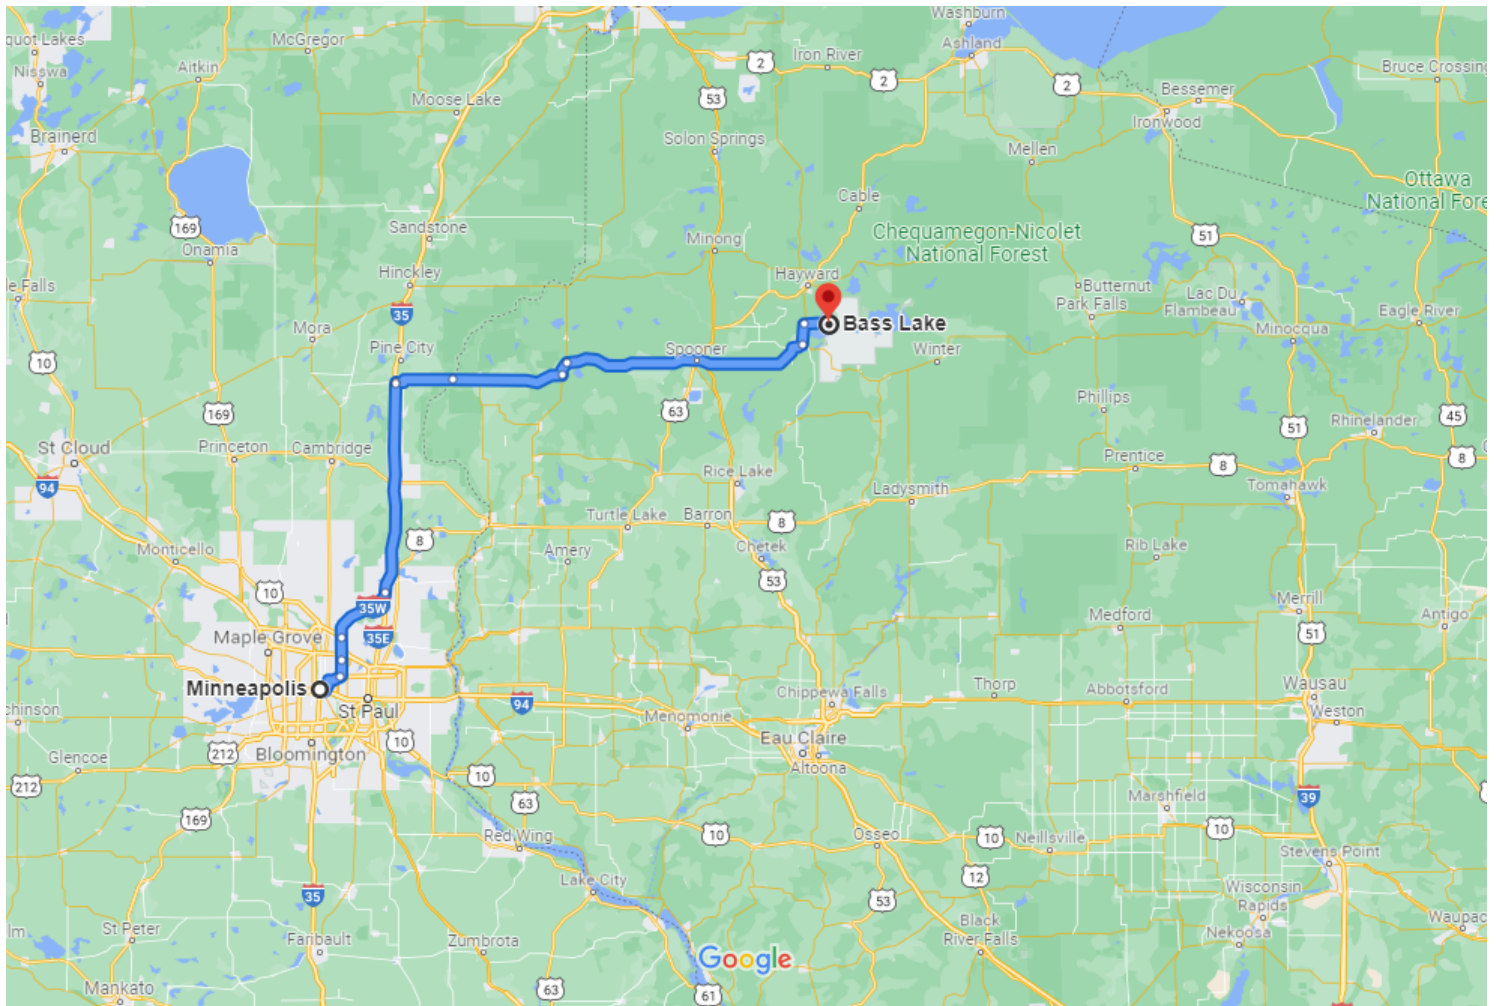 Washburn
quot Lakes
McGregor
Ashland
Iron River
2
Nisswa
Aitkin
2
Bruce Crossing
2
53
Moose Lake
Bessemer
Ironwood
Brainerd
Solon Springs
Mellen
Ottawa
National Fore
Cable
169
Sandstone
Chequamegon-Nicolet
National Forest
51
Onamia
Minong
Hinckley
Hayward
le Falls
Butternut
Park Falls
Lac Du
Flambeau
35
Eagle River
Mora
Bass Lake
Minocqua
Pine City
Spooner
Winter
10
Phillips
169
63
45
51
Rhinelander
St Cloud
Princeton
Cambridge
Prentice
8
8
94
Rice Lake
Ladysmith
Tomahawk
Turtle Lake
Barron
8
8
Monticello
Amery
Chetek
Rib Lake
53
10
35W
Merrill
Medford
Antigo
Maple Grove
35E
51
Minneapolis
Thorp
Abbotsford
Wausau
St Paul
94
Chippewa Falls
Weston
chinson
Menomonie
Eau Claire
Bloomington
212
10
Glencoe
Altoona
212
10
39
Marshfield
63
169
Red Wing
10
Osseo
10
Neillsville
10
Stevens Point
Lake City
12
35
53
Wisconsin
Rapids
Black
River Falls
Waupac
lm
St Peter
Faribault
Zumbrota
Nekoosa
Google
Mankato
63
61